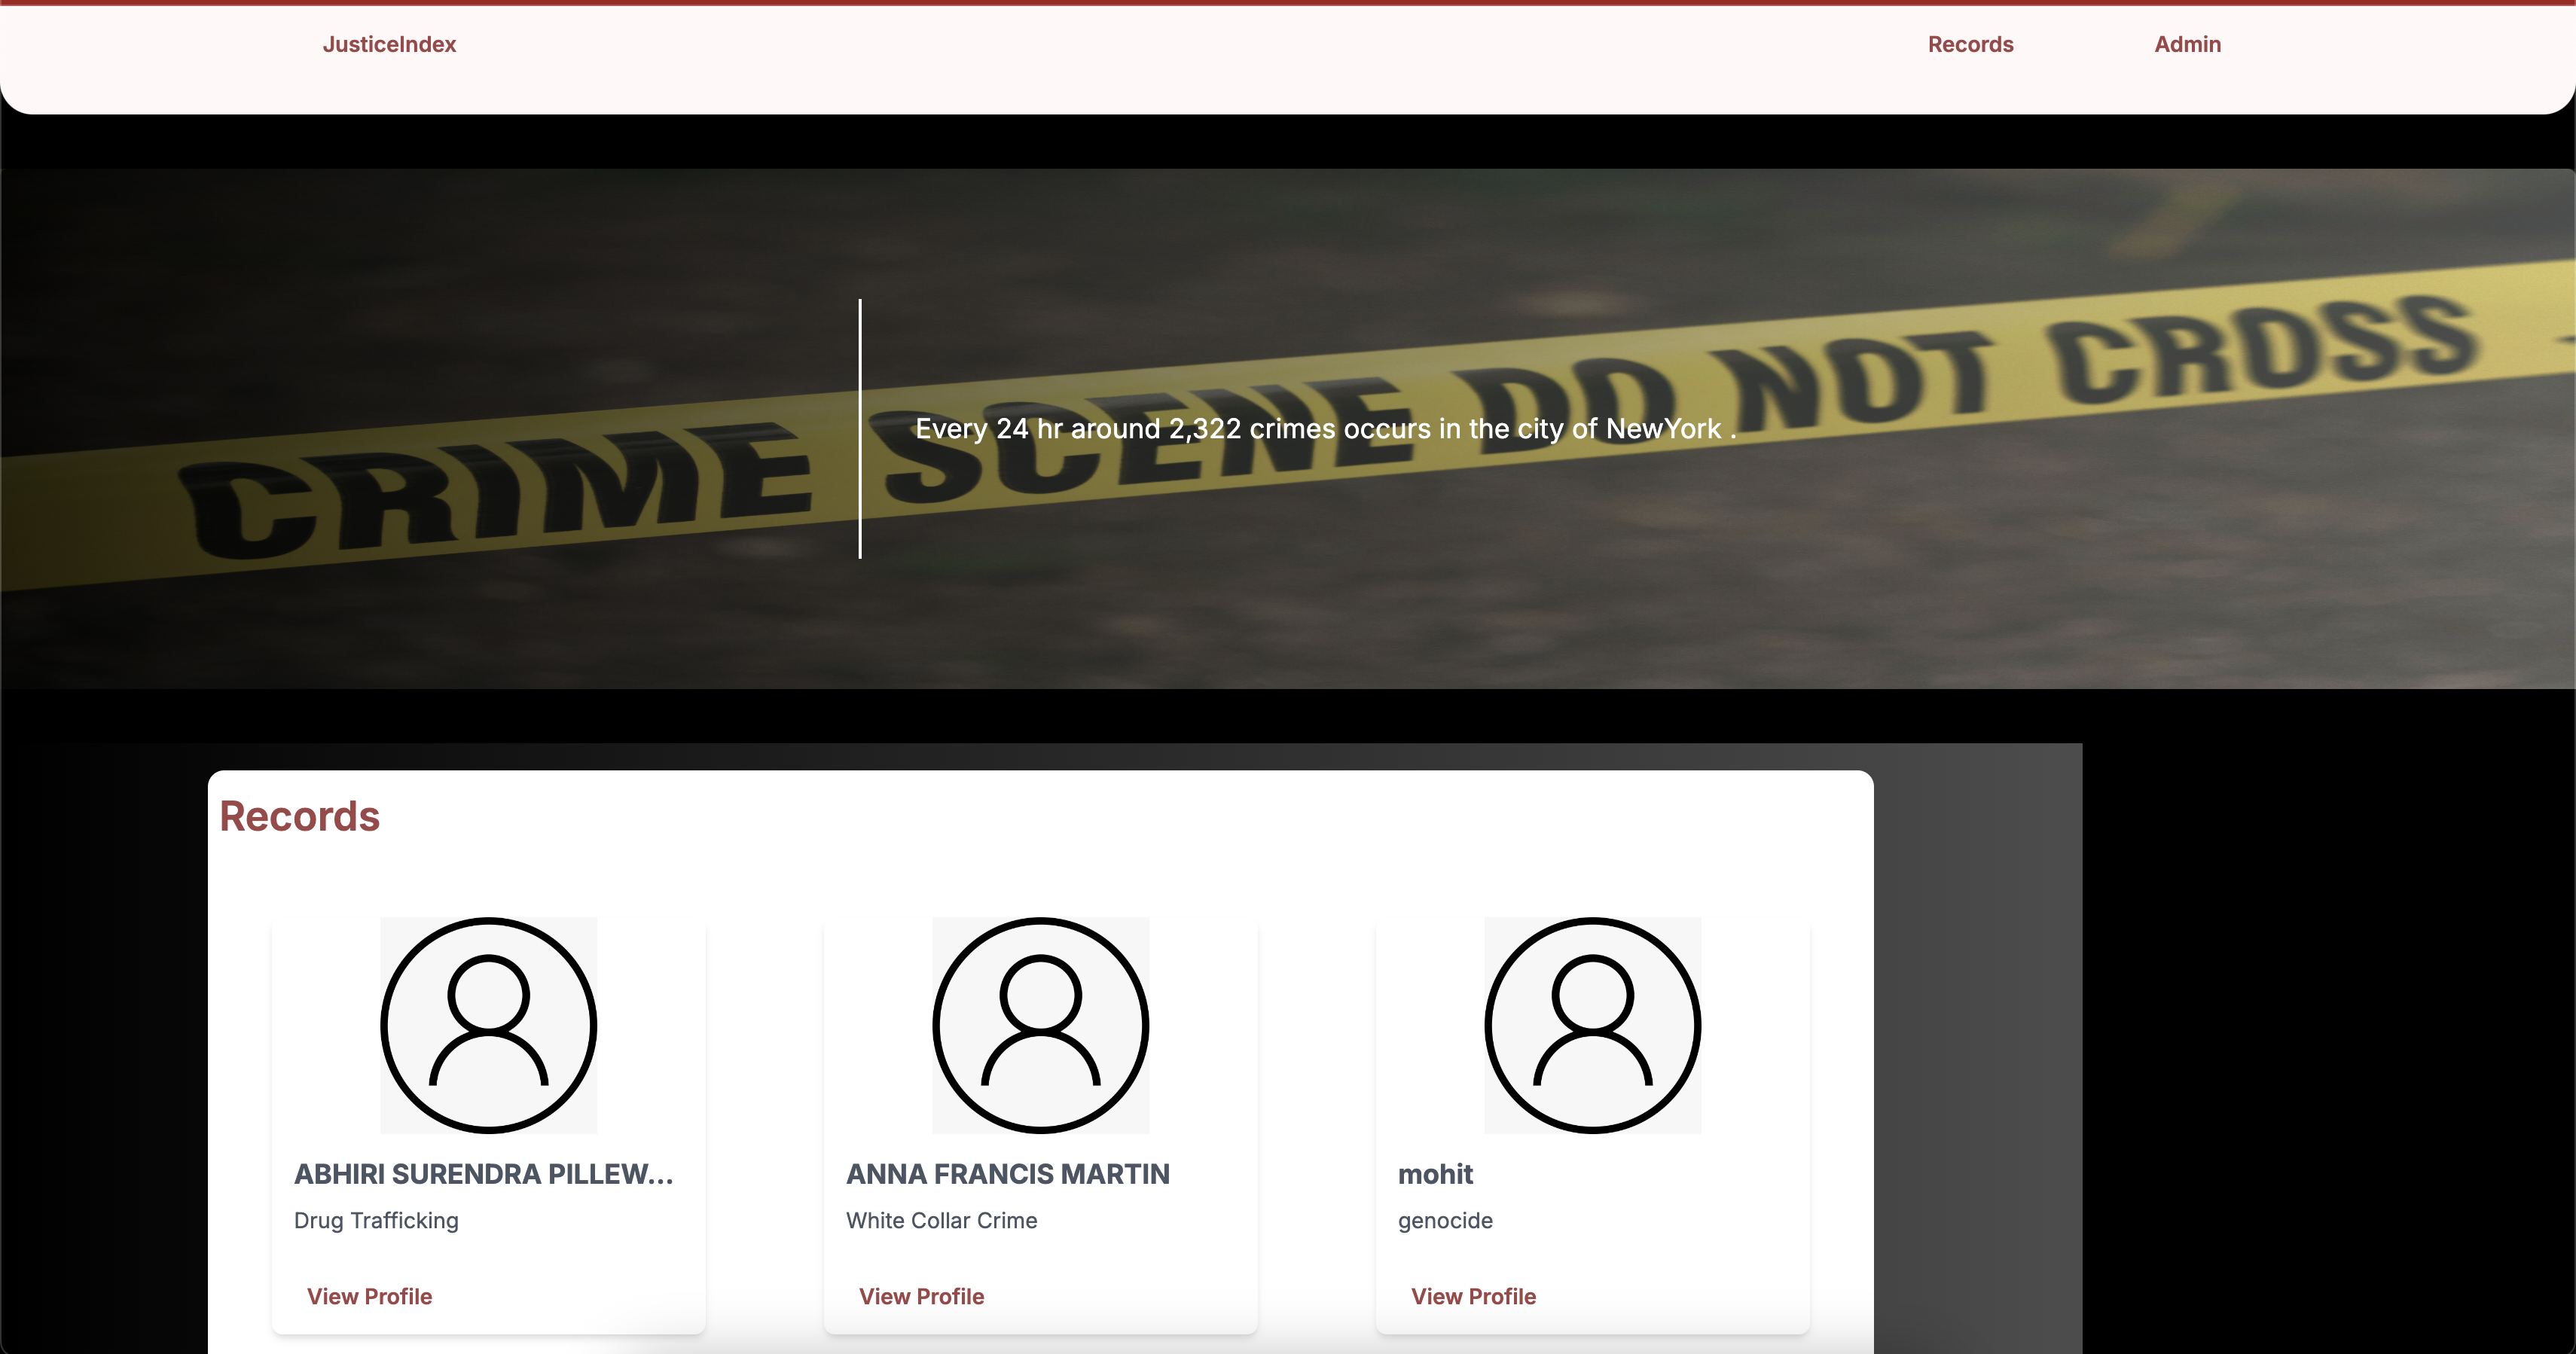 JusticeIndex
Records
Admin
CRIME SCENE DO NOT CROSS
Every 24 hr around 2,322 crimes occurs in the city of NewYork .
Records
ABHIRI SURENDRA PILLEW...
Drug Trafficking
View Profile
ANNA FRANCIS MARTIN
White Collar Crime
View Profile
mohit
genocide
View Profile